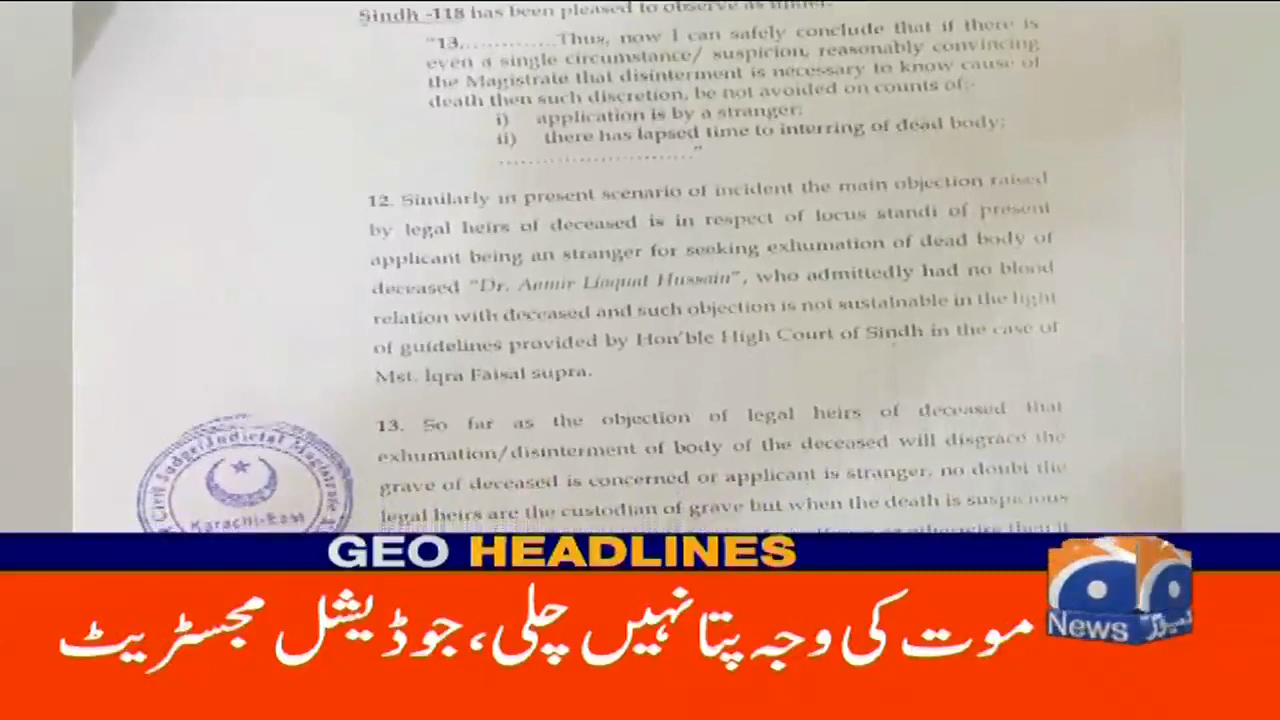 Sindh -118 has been pleased to observe as under:
"13...............Thus, now I can safely conclude that if there is
even a single circumstance/ suspicion, reasonably convincing
the Magistrate that disinterment is necessary to know cause of
death then such discretion, be not avoided on counts of:-
i) application is by a stranger;
ii) there has lapsed time to interring of dead body;
..............................."
12. Similarly in present scenario of incident the main objection raised
by legal heirs of deceased is in respect of locus standi of present
applicant being an stranger for seeking exhumation of dead body of
deceased "Dr. Aamir Liaquat Hussain", who admittedly had no blood
relation with deceased and such objection is not sustainable in the light
of guidelines provided by Hon'ble High Court of Sindh in the case of
Mst. Iqra Faisal supra.
13. So far as the objection of legal heirs of deceased that
exhumation/disinterment of body of the deceased will disgrace the
grave of deceased is concerned or applicant is stranger, no doubt the
legal heirs are the custodian of grave but when the death is suspicious
Civil Judge/Judicial Magistrate
Karachi-East
GEO HEADLINES
موت کی وجہ پتا نہیں چلی، جوڈیشل مجسٹریٹ
News نیوز